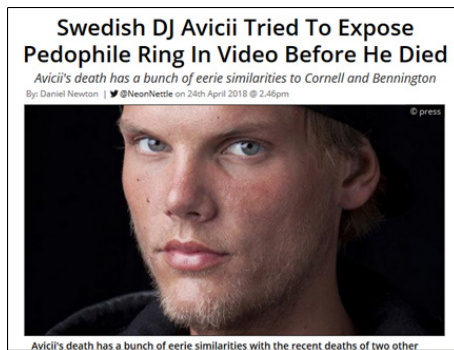 Swedish DJ Avicii Tried To Expose
Pedophile Ring In Video Before He Died
Avicii's death has a bunch of eerie similarities to Cornell and Bennington
By: Daniel Newton | @NeonNettle on 24th April 2018 @ 2.46pm
© press
Avicii's death has a bunch of eerie similarities with the recent deaths of two other